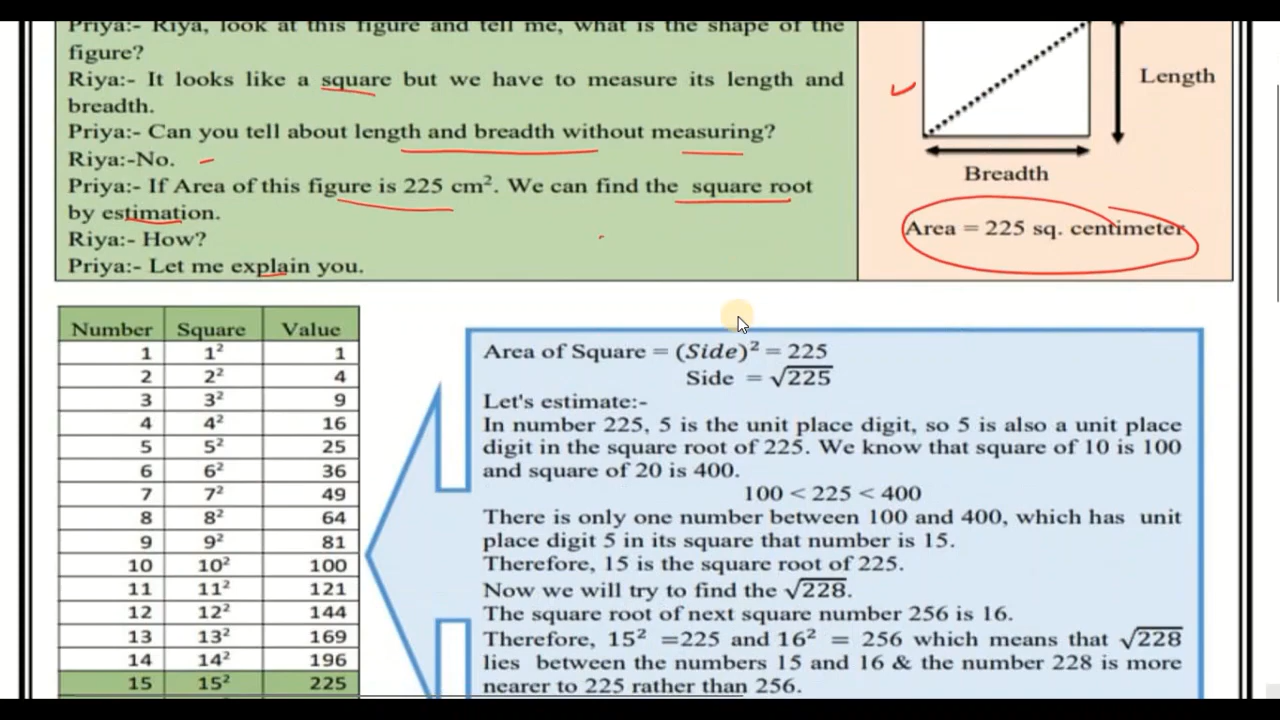 Priya:- Riya, look at this figure and tell me, what is the shape of the
figure?
Riya:- It looks like a square but we have to measure its length and
breadth.
Priya:- Can you tell about length and breadth without measuring?
Riya:-No.
Priya:- If Area of this figure is 225 cm². We can find the square root
by estimation.
Riya:- How?
Priya:- Let me explain you.
Length
Breadth
Area = 225 sq. centimeter
Number Square Value
1 1² 1
2 2² 4
3 3² 9
4 4² 16
5 5² 25
6 6² 36
7 7² 49
8 8² 64
9 9² 81
10 10² 100
11 11² 121
12 12² 144
13 13² 169
14 14² 196
15 15² 225
Area of Square = (Side)² = 225
Side = √225
Let's estimate:-
In number 225, 5 is the unit place digit, so 5 is also a unit place
digit in the square root of 225. We know that square of 10 is 100
and square of 20 is 400.
100 < 225 < 400
There is only one number between 100 and 400, which has unit
place digit 5 in its square that number is 15.
Therefore, 15 is the square root of 225.
Now we will try to find the √228.
The square root of next square number 256 is 16.
Therefore, 15² =225 and 16² = 256 which means that √228
lies between the numbers 15 and 16 & the number 228 is more
nearer to 225 rather than 256.